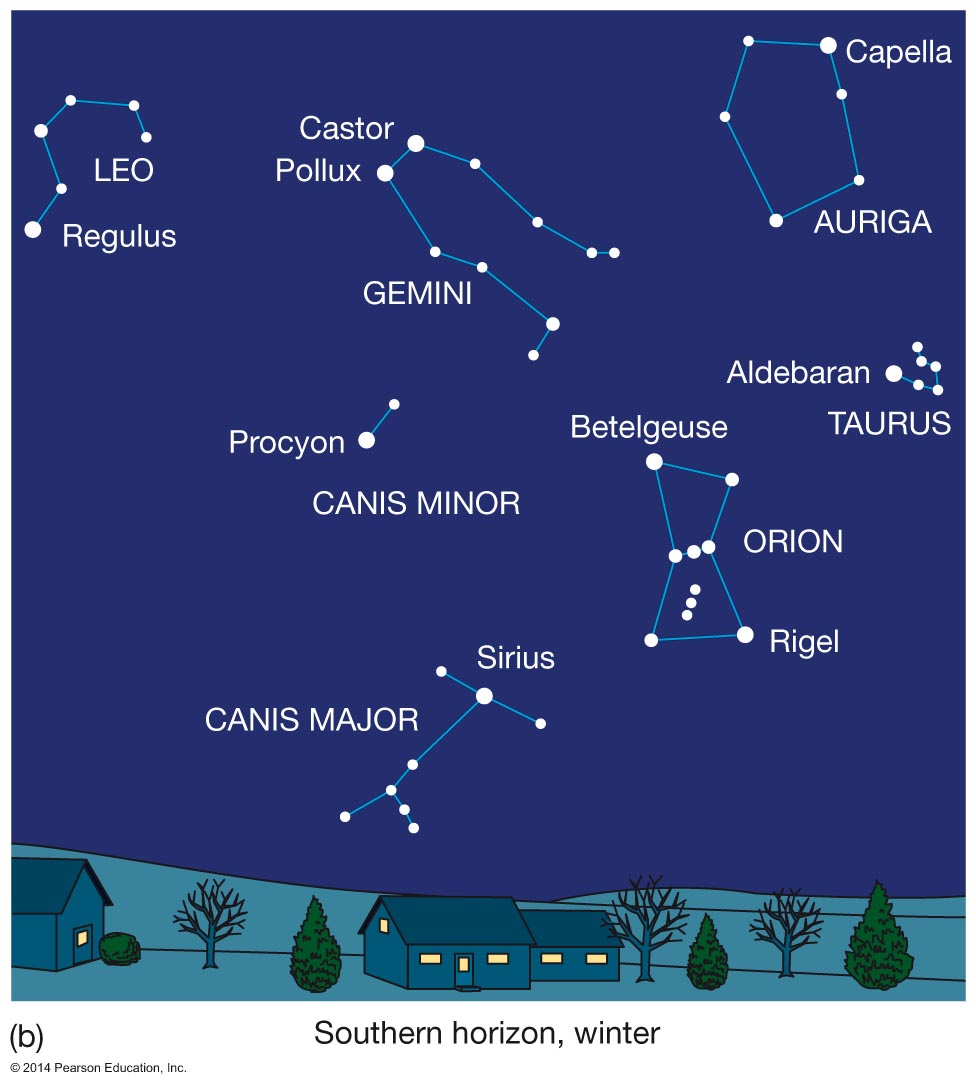 Capella
Castor
Pollux
LEO
Regulus
AURIGA
GEMINI
Aldebaran
TAURUS
Betelgeuse
Procyon
CANIS MINOR
ORION
Rigel
Sirius
CANIS MAJOR
(b) Southern horizon, winter
© 2014 Pearson Education, Inc.